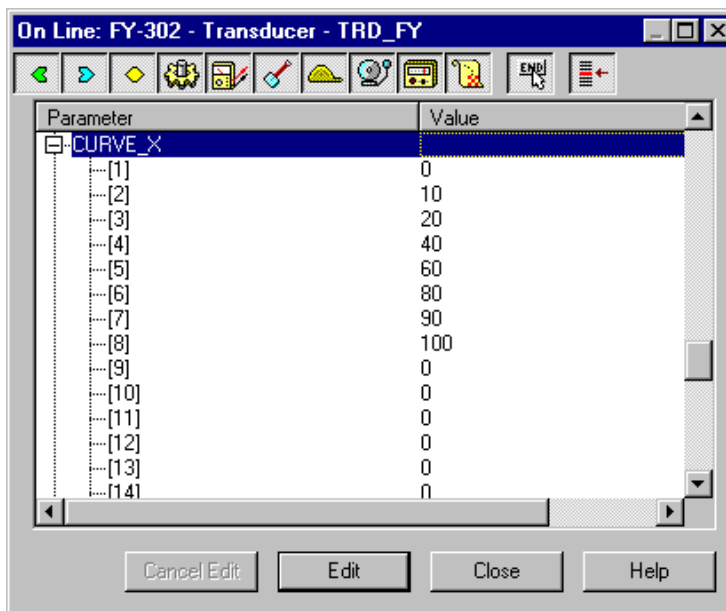 On Line: FY-302 - Transducer - TRD_FY
END
Parameter Value
CURVE_X
[1] 0
[2] 10
[3] 20
[4] 40
[5] 60
[6] 80
[7] 90
[8] 100
[9] 0
[10] 0
[11] 0
[12] 0
[13] 0
[14] 0
Cancel Edit Edit Close Help